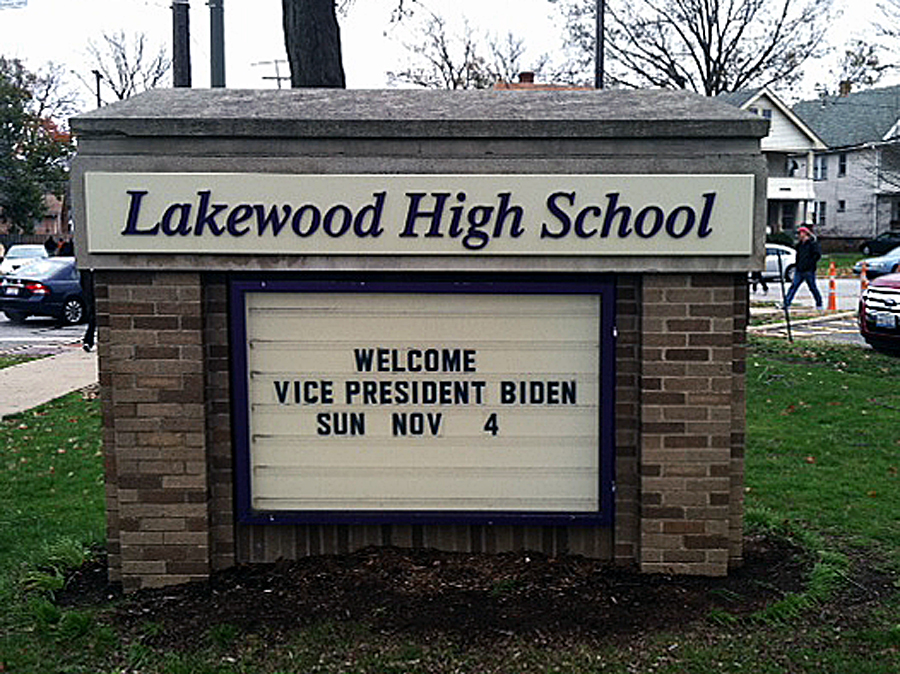 Lakewood High School
WELCOME
VICE PRESIDENT BIDEN
SUN NOV 4